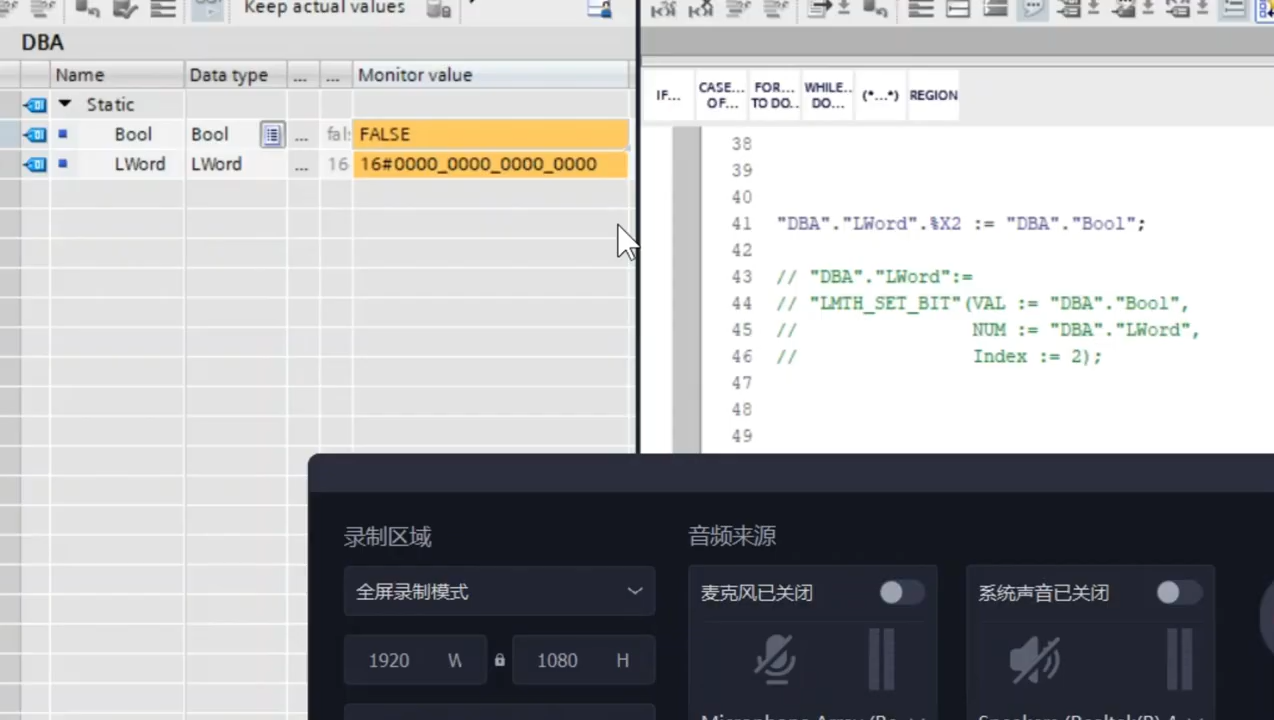 Keep actual values
DBA
Name Data type ... ... Monitor value
Static
Bool Bool ... fal: FALSE
LWord LWord ... 16 16#0000_0000_0000_0000
IF... CASE... OF... FOR... TO DO.. WHILE.. DO... (*...*) REGION
38
39
40
41 "DBA"."LWord".%X2 := "DBA"."Bool";
42
43 // "DBA"."LWord":=
44 // "LMTH_SET_BIT"(VAL := "DBA"."Bool",
45 // NUM := "DBA"."LWord",
46 // Index := 2);
47
48
49
录制区域 音频来源
全屏录制模式 麦克风已关闭 系统声音已关闭
1920 W 1080 H